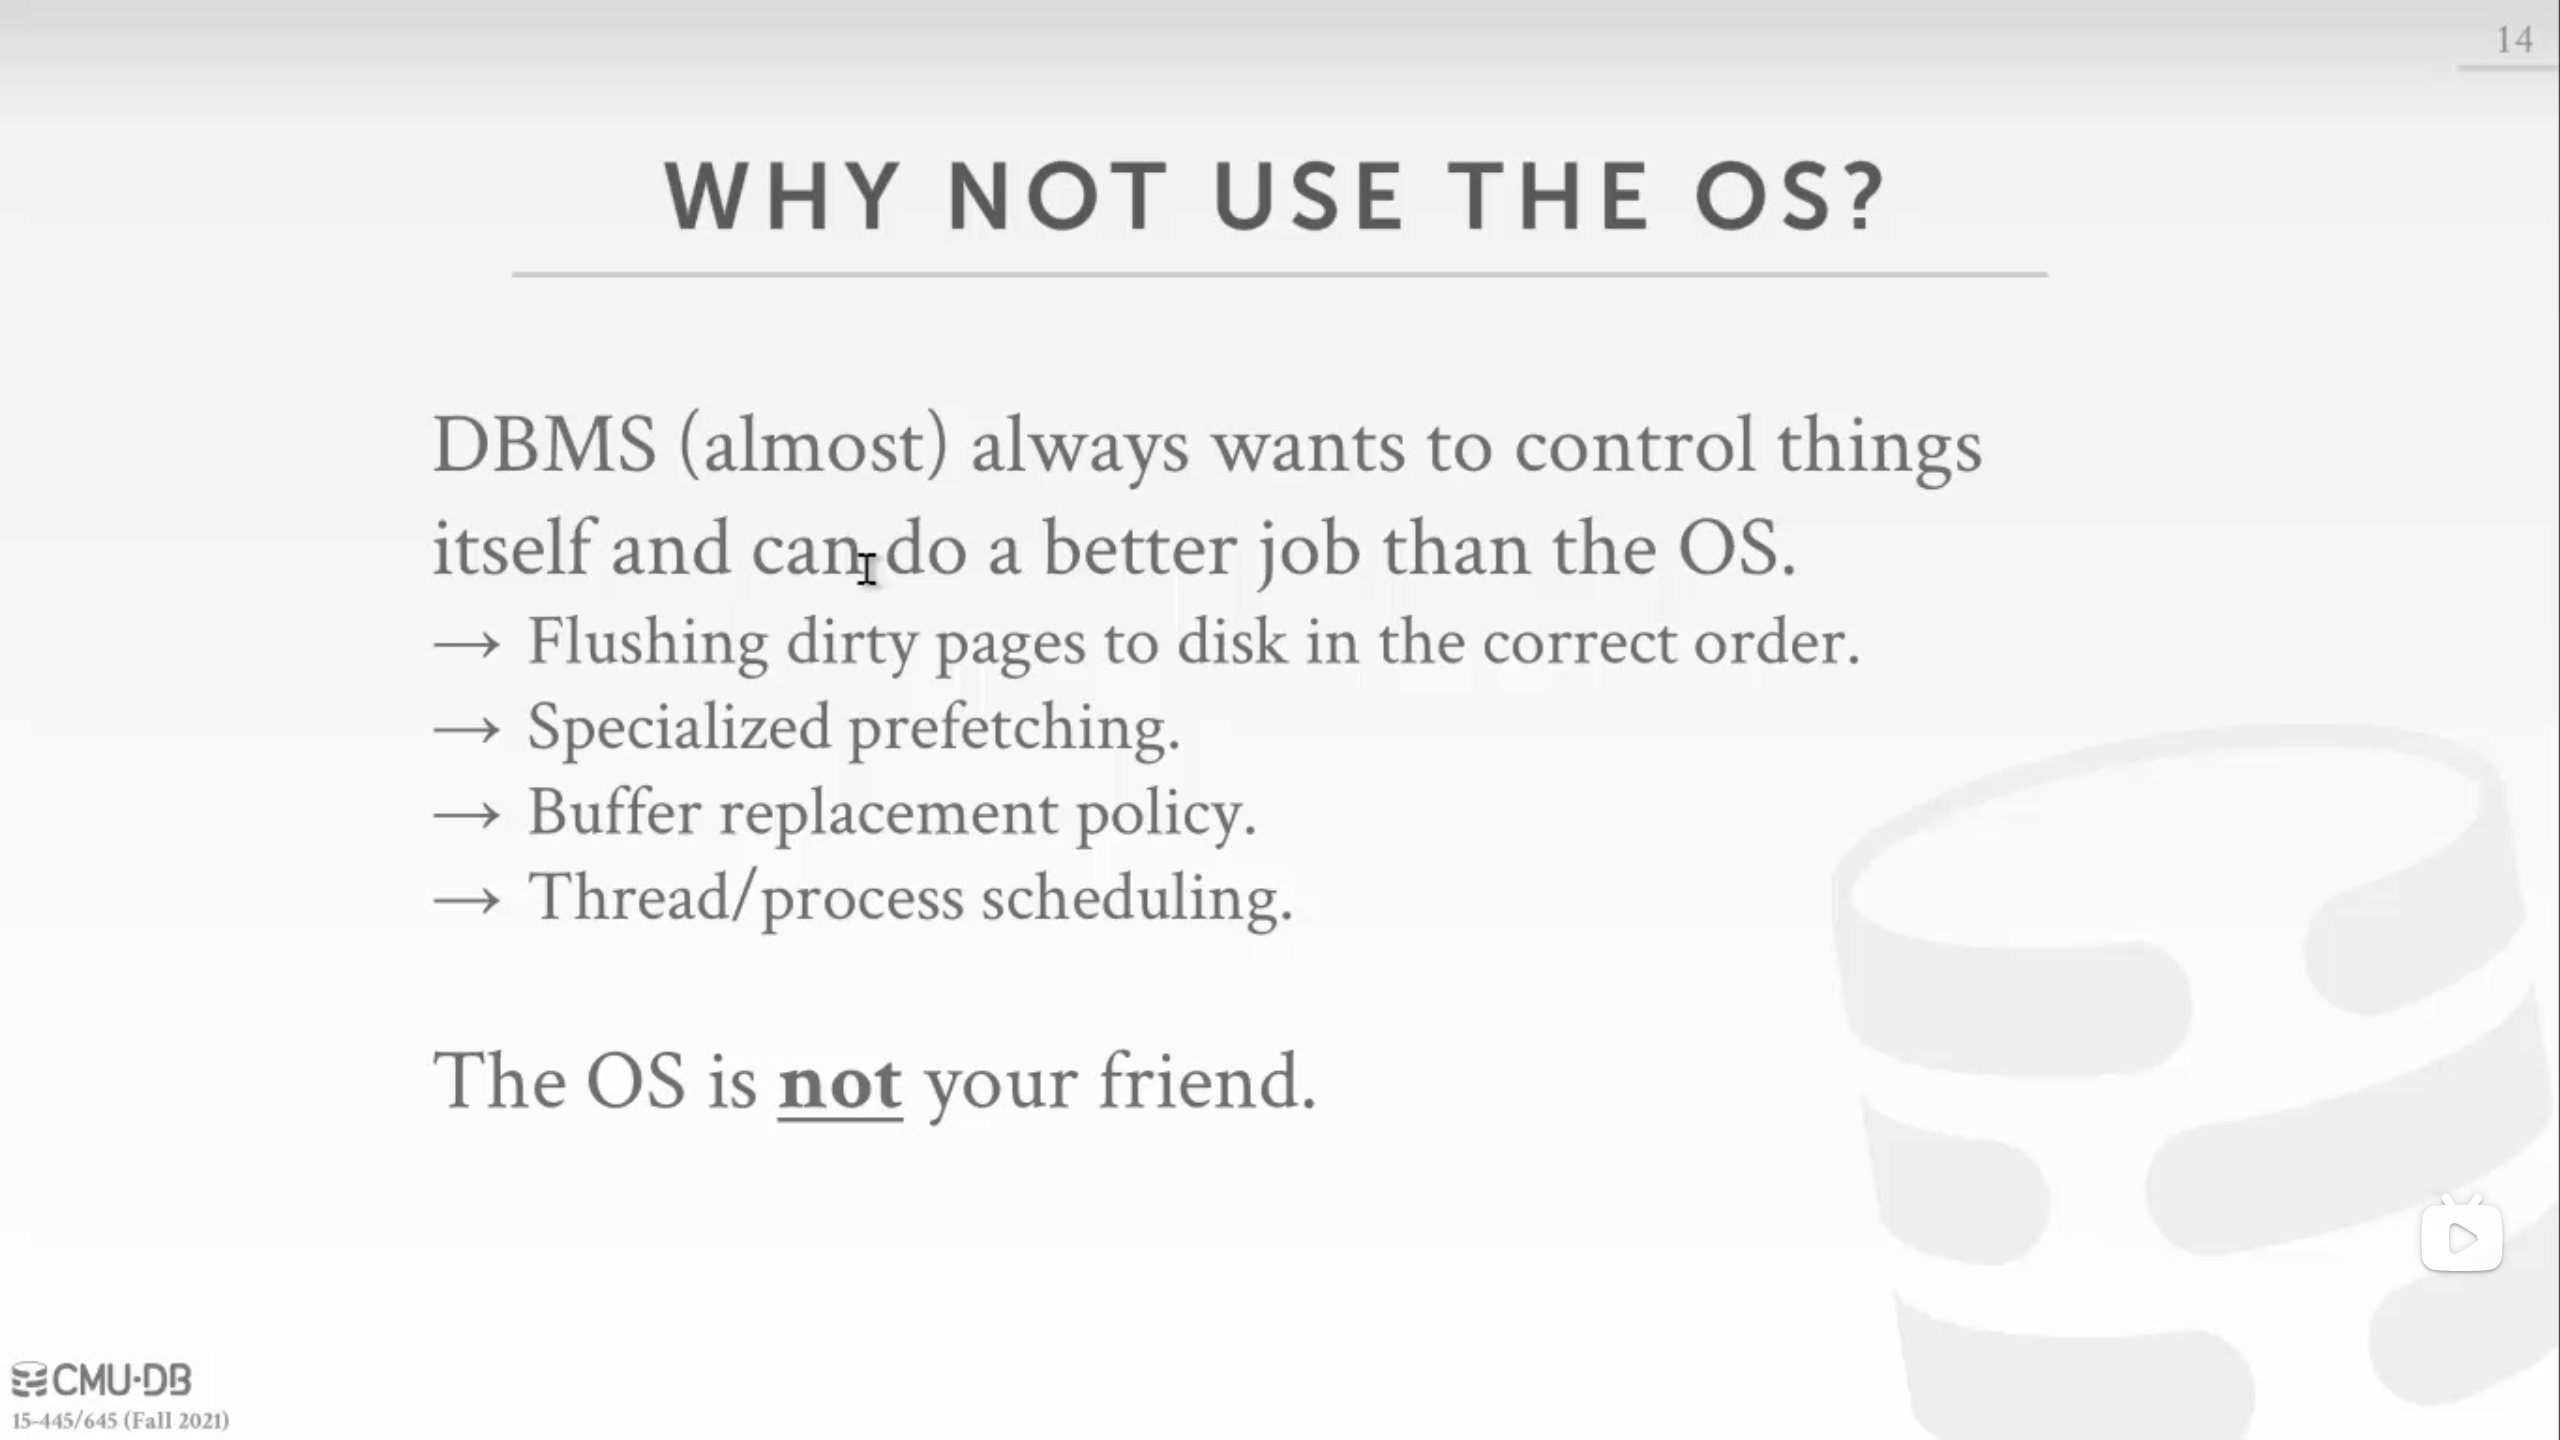 14
WHY NOT USE THE OS?
DBMS (almost) always wants to control things
itself and can do a better job than the OS.
→ Flushing dirty pages to disk in the correct order.
→ Specialized prefetching.
→ Buffer replacement policy.
→ Thread/process scheduling.
The OS is not your friend.
CMU·DB
15-445/645 (Fall 2021)